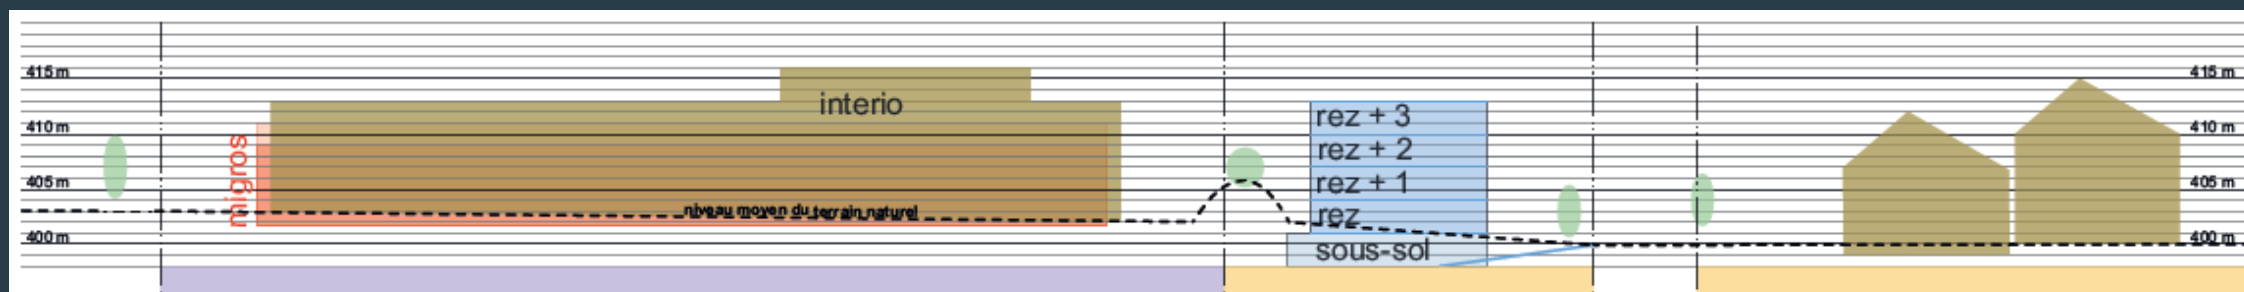 415 m
415 m
interio
rez + 3
410 m
410 m
migros
rez + 2
405 m
rez + 1
405 m
niveau moyen du terrain naturel
rez
400 m
400 m
sous-sol